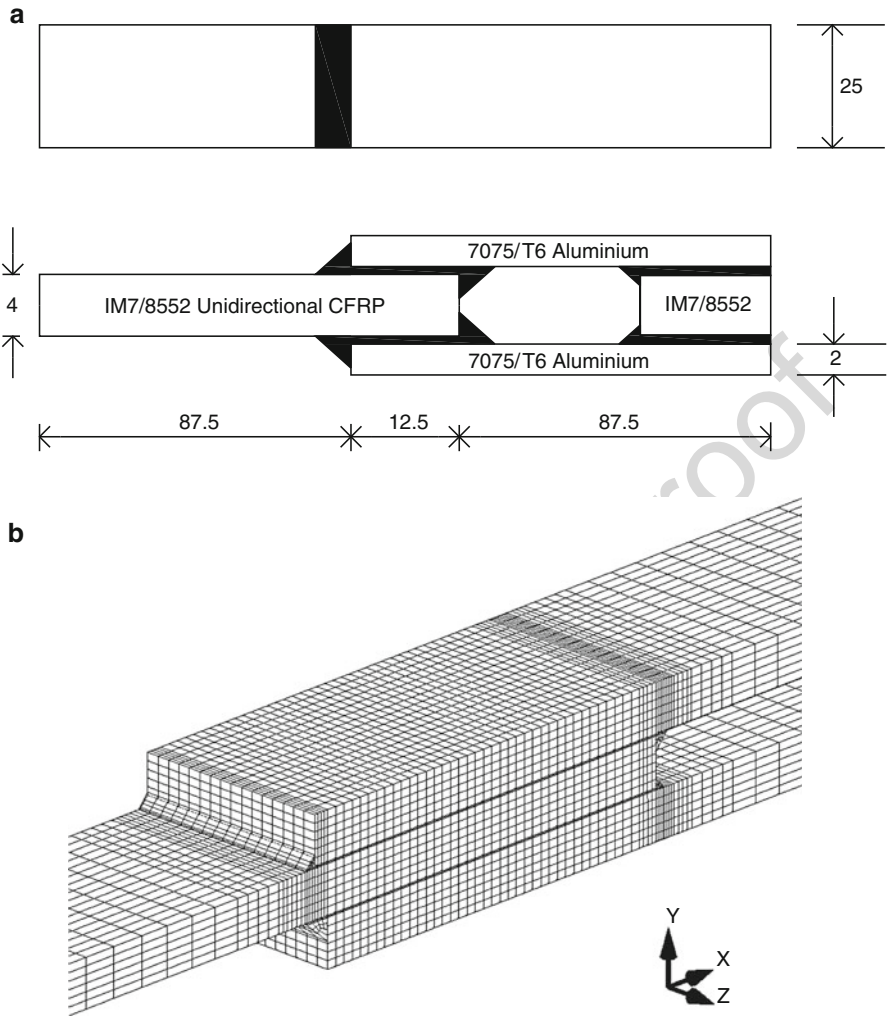 a
25
7075/T6 Aluminium
4
IM7/8552 Unidirectional CFRP
IM7/8552
7075/T6 Aluminium
2
87.5
12.5
87.5
roof
b
Y
X
Z